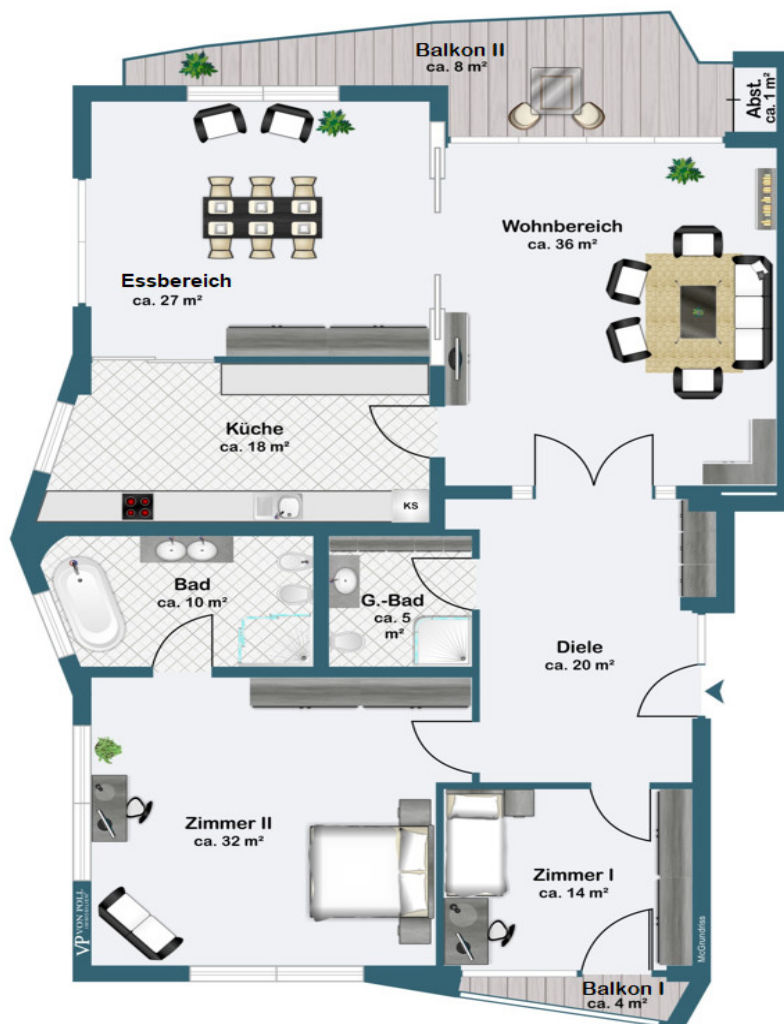 Balkon II
ca. 8 m²
Abst.
ca. 1 m²
Wohnbereich
ca. 36 m²
Essbereich
ca. 27 m²
Küche
ca. 18 m²
KS
Bad
ca. 10 m²
G.-Bad
ca. 5
m²
Diele
ca. 20 m²
Zimmer II
ca. 32 m²
Zimmer I
ca. 14 m²
VP VON POLL
McGrundriss
Balkon I
ca. 4 m²